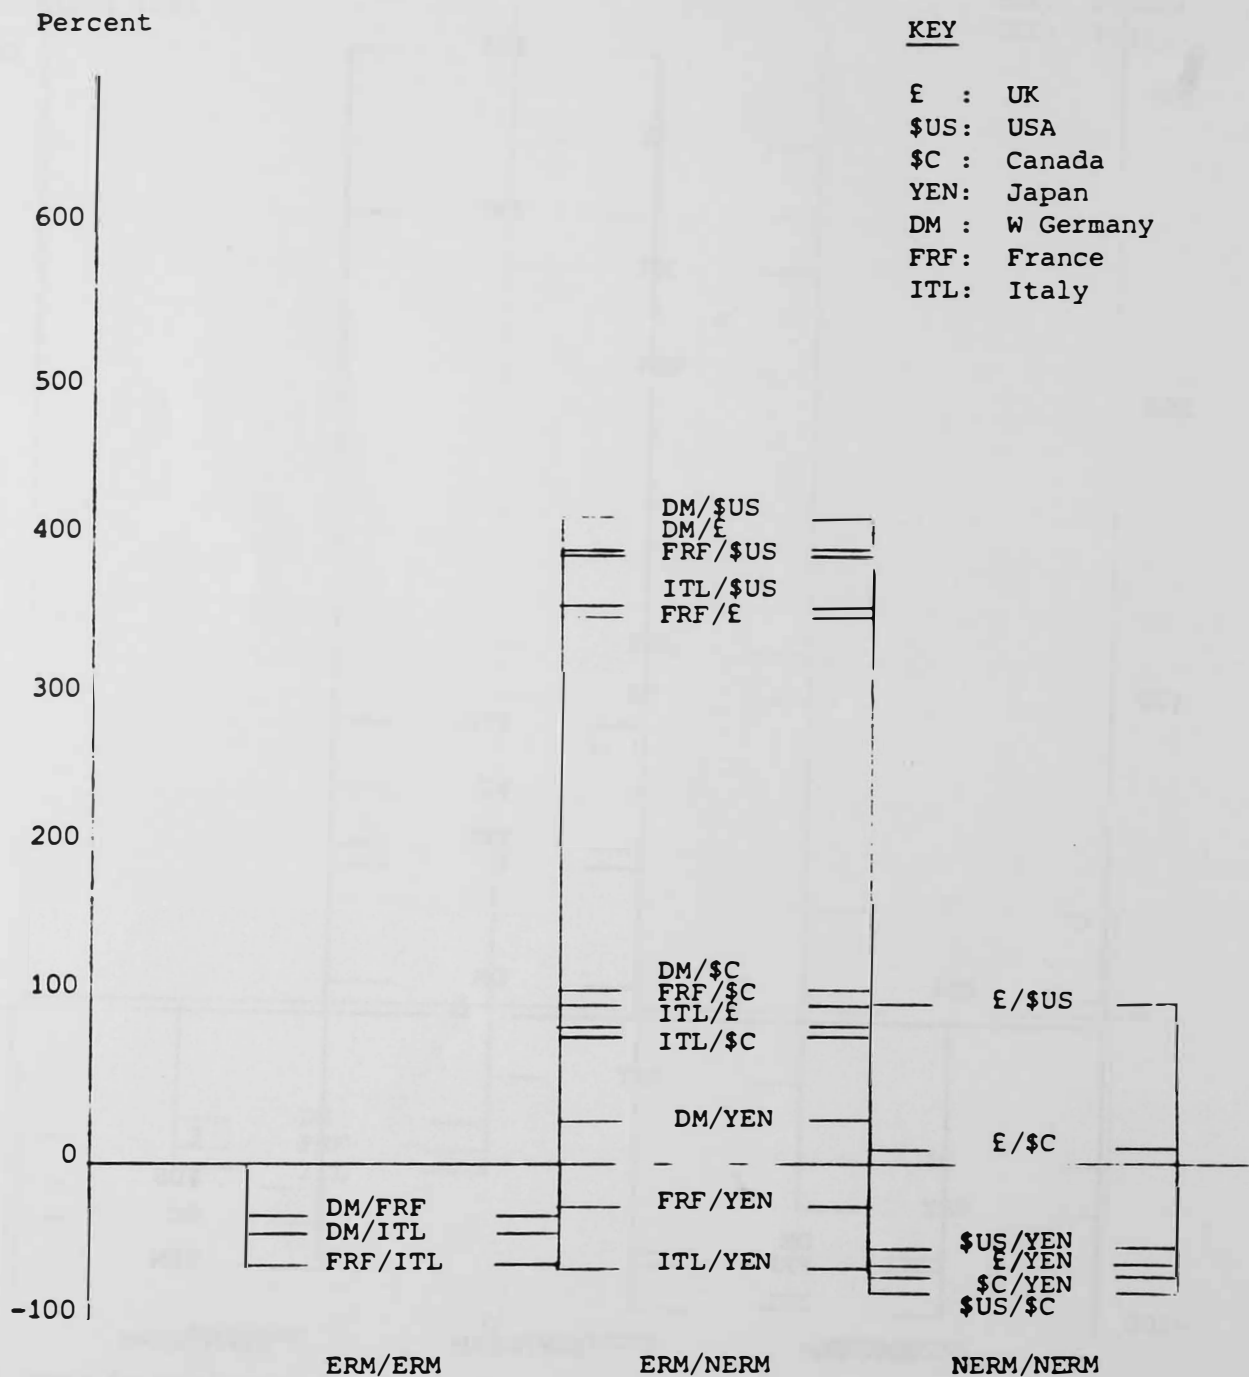 Percent
KEY
£ : UK
$US: USA
$C : Canada
YEN: Japan
DM : W Germany
FRF: France
ITL: Italy
600
500
400
300
200
100
0
-100
DM/$US
DM/£
FRF/$US
ITL/$US
FRF/£
DM/$C
FRF/$C
ITL/£
ITL/$C
DM/YEN
FRF/YEN
ITL/YEN
£/$US
£/$C
$US/YEN
£/YEN
$C/YEN
$US/$C
DM/FRF
DM/ITL
FRF/ITL
ERM/ERM
ERM/NERM
NERM/NERM